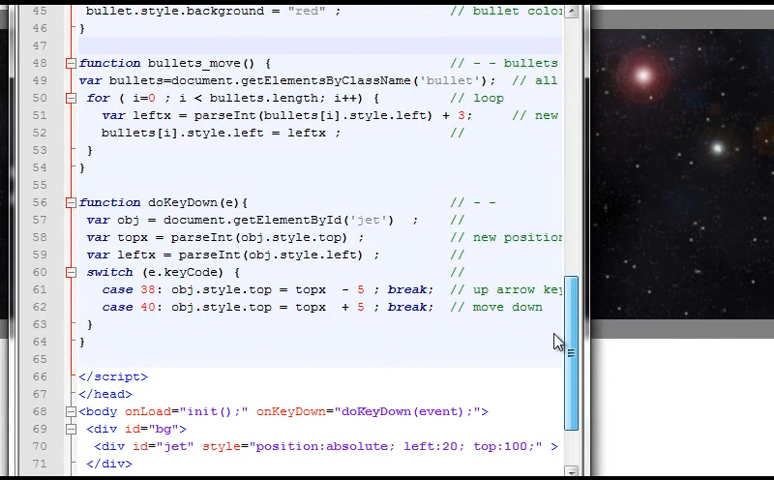 45 bullet.style.background = "red" ; // bullet colo
46 }
47
48 function bullets_move() { // - - bullets
49 var bullets=document.getElementsByClassName('bullet'); // all
50 for ( i=0 ; i < bullets.length; i++) { // loop
51 var leftx = parseInt(bullets[i].style.left) + 3; // new
52 bullets[i].style.left = leftx ; //
53 }
54 }
55
56 function doKeyDown(e){ // - -
57 var obj = document.getElementById('jet') ; //
58 var topx = parseInt(obj.style.top) ; // new position
59 var leftx = parseInt(obj.style.left) ; //
60 switch (e.keyCode) { //
61 case 38: obj.style.top = topx - 5 ; break; // up arrow key
62 case 40: obj.style.top = topx + 5 ; break; // move down
63 }
64 }
65
66 </script>
67 </head>
68 <body onLoad="init();" onKeyDown="doKeyDown(event);">
69 <div id="bg">
70 <div id="jet" style="position:absolute; left:20; top:100;" >
71 </div>